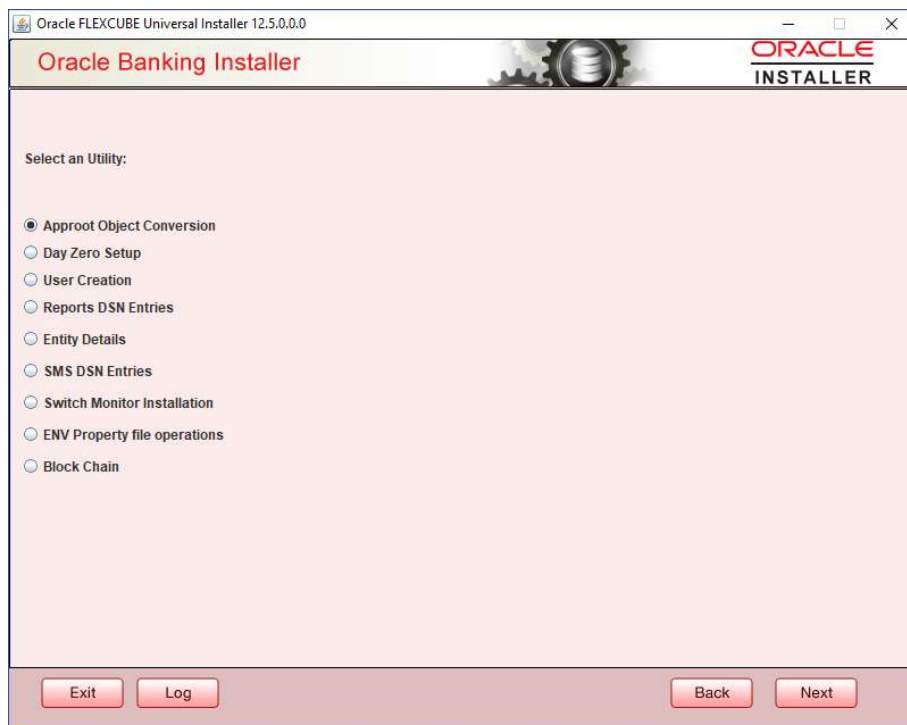 Oracle FLEXCUBE Universal Installer 12.5.0.0.0
Oracle Banking Installer
ORACLE
INSTALLER
Select an Utility:
Approot Object Conversion
Day Zero Setup
User Creation
Reports DSN Entries
Entity Details
SMS DSN Entries
Switch Monitor Installation
ENV Property file operations
Block Chain
Exit Log Back Next